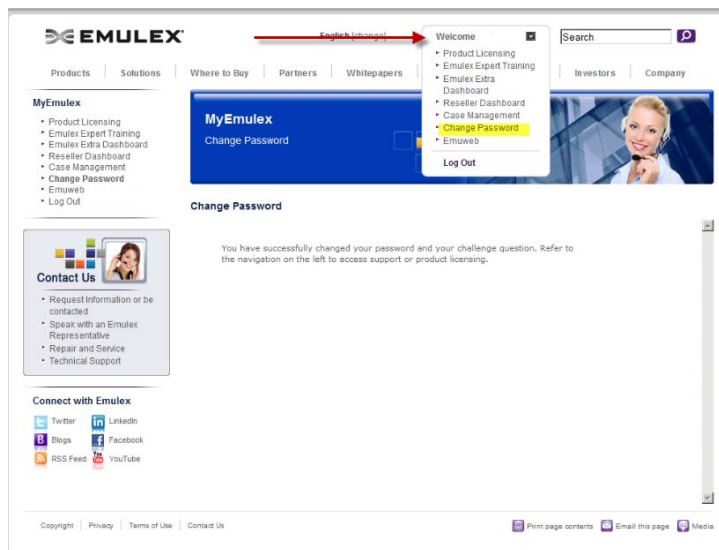 EMULEX
English [change]
Welcome
Search
Product Licensing
Emulex Expert Training
Emulex Extra
Dashboard
Reseller Dashboard
Case Management
Change Password
Emuweb
Log Out
Products
Solutions
Where to Buy
Partners
Whitepapers
Investors
Company
MyEmulex
Product Licensing
Emulex Expert Training
Emulex Extra Dashboard
Reseller Dashboard
Case Management
Change Password
Emuweb
Log Out
MyEmulex
Change Password
Change Password
You have successfully changed your password and your challenge question. Refer to
the navigation on the left to access support or product licensing.
Contact Us
Request Information or be
contacted
Speak with an Emulex
Representative
Repair and Service
Technical Support
Connect with Emulex
Twitter
LinkedIn
Blogs
Facebook
RSS Feed
YouTube
Copyright
Privacy
Terms of Use
Contact Us
Print page contents
Email this page
Media